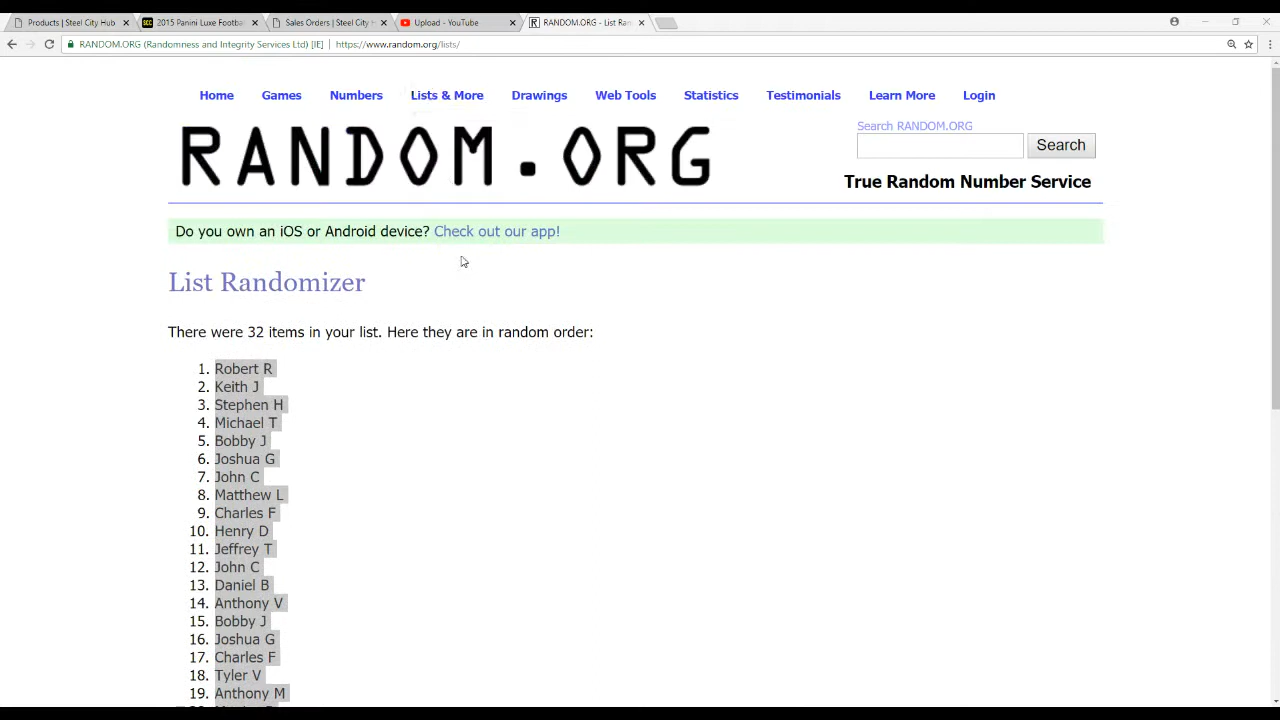 Products | Steel City Hub
2015 Panini Luxe Footba
Sales Orders | Steel City H
Upload - YouTube
RANDOM.ORG - List Ran
RANDOM.ORG (Randomness and Integrity Services Ltd) [IE]
https://www.random.org/lists/
Home Games Numbers Lists & More Drawings Web Tools Statistics Testimonials Learn More Login
RANDOM.ORG
Search RANDOM.ORG
Search
True Random Number Service
Do you own an iOS or Android device? Check out our app!
List Randomizer
There were 32 items in your list. Here they are in random order:
1. Robert R
2. Keith J
3. Stephen H
4. Michael T
5. Bobby J
6. Joshua G
7. John C
8. Matthew L
9. Charles F
10. Henry D
11. Jeffrey T
12. John C
13. Daniel B
14. Anthony V
15. Bobby J
16. Joshua G
17. Charles F
18. Tyler V
19. Anthony M